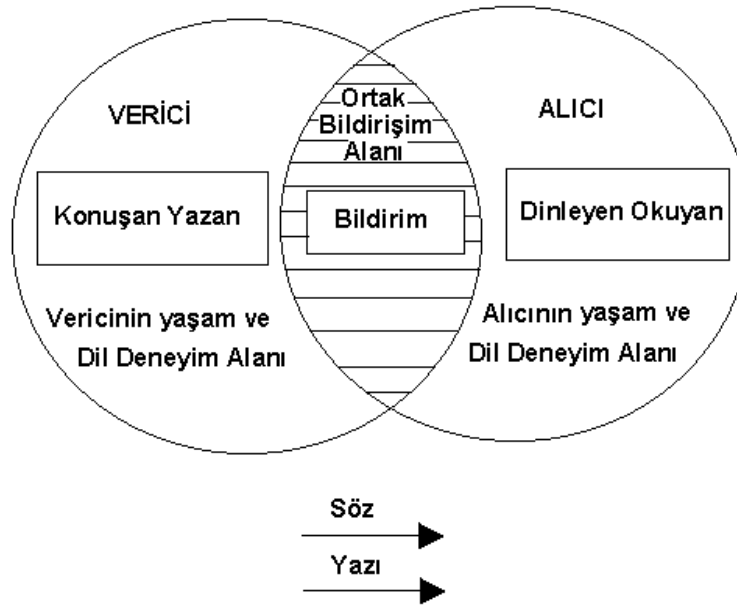 VERİCİ
Konuşan Yazan
Vericinin yaşam ve
Dil Deneyim Alanı
Ortak
Bildirişim
Alanı
Bildirim
ALICI
Dinleyen Okuyan
Alıcının yaşam ve
Dil Deneyim Alanı
Söz
Yazı